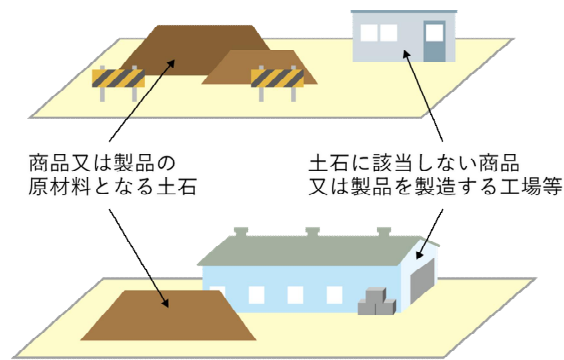 商品又は製品の
原材料となる土石
土石に該当しない商品
又は製品を製造する工場等